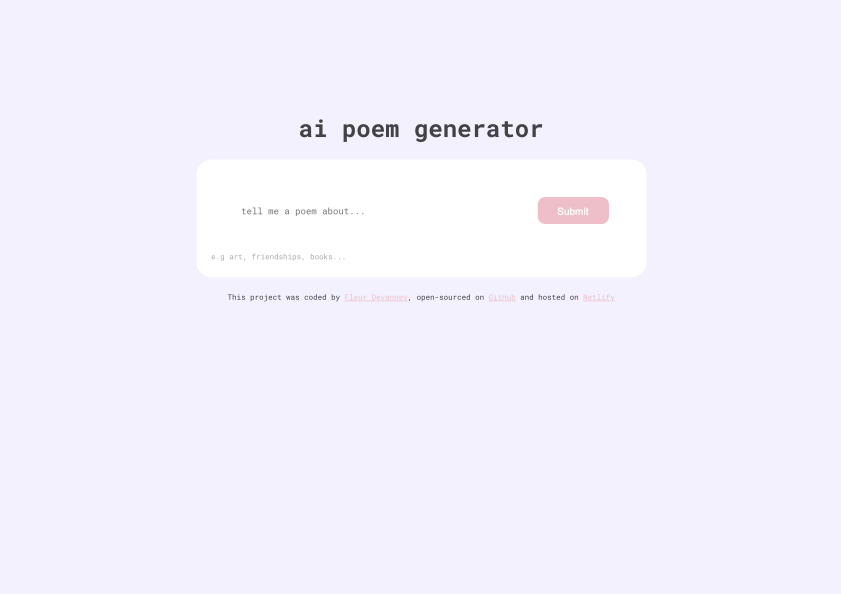 ai poem generator
tell me a poem about...
Submit
e.g art, friendships, books...
This project was coded by Fleur Devanney, open-sourced on GitHub and hosted on Netlify